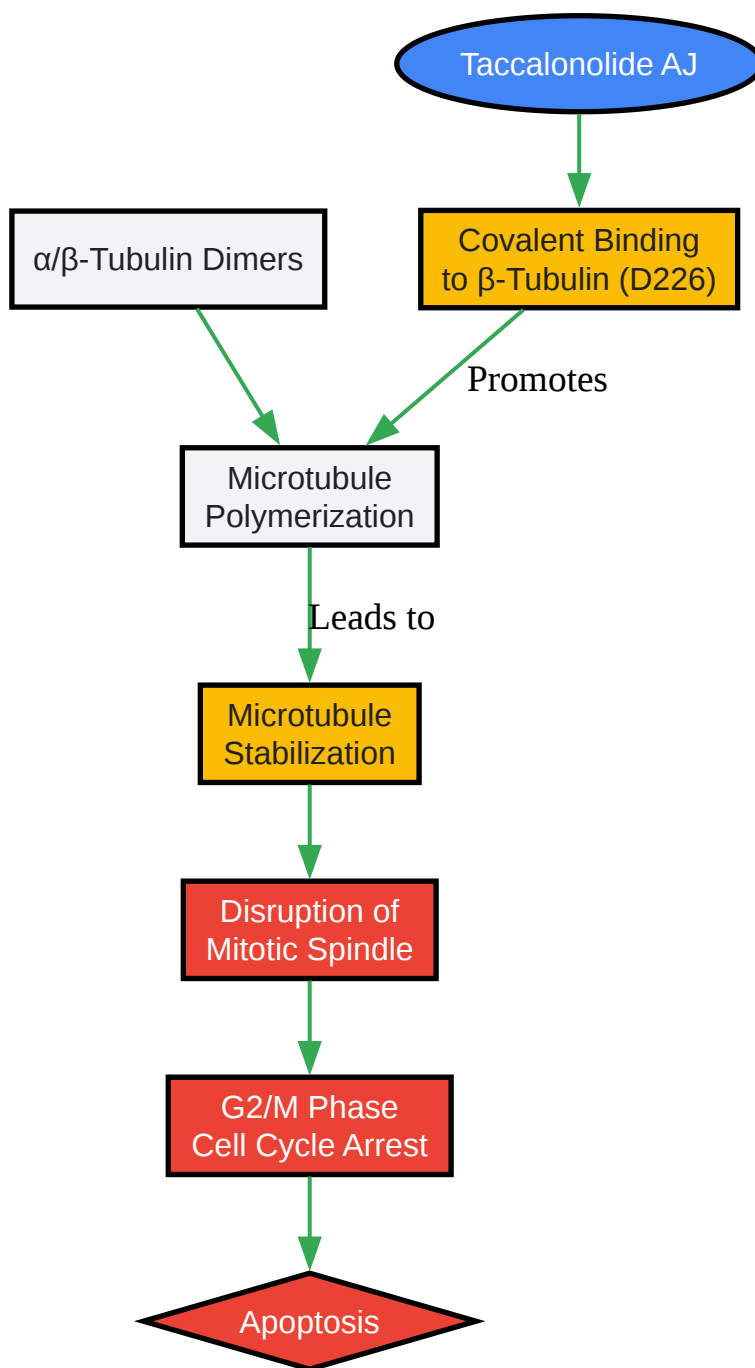 Taccalonolide AJ
α/β-Tubulin Dimers
Covalent Binding
to β-Tubulin (D226)
Promotes
Microtubule
Polymerization
Leads to
Microtubule
Stabilization
Disruption of
Mitotic Spindle
G2/M Phase
Cell Cycle Arrest
Apoptosis